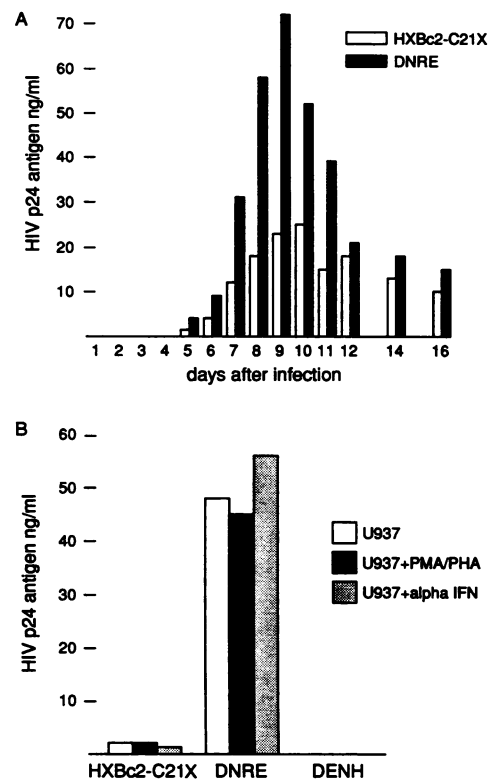 A
HIV p24 antigen ng/ml
70
60
50
40
30
20
10
HXBc2-C21X
DNRE
1 2 3 4 5 6 7 8 9 10 11 12 14 16
days after infection
B
HIV p24 antigen ng/ml
60
50
40
30
20
10
U937
U937+PMA/PHA
U937+alpha IFN
HXBc2-C21X DNRE DENH